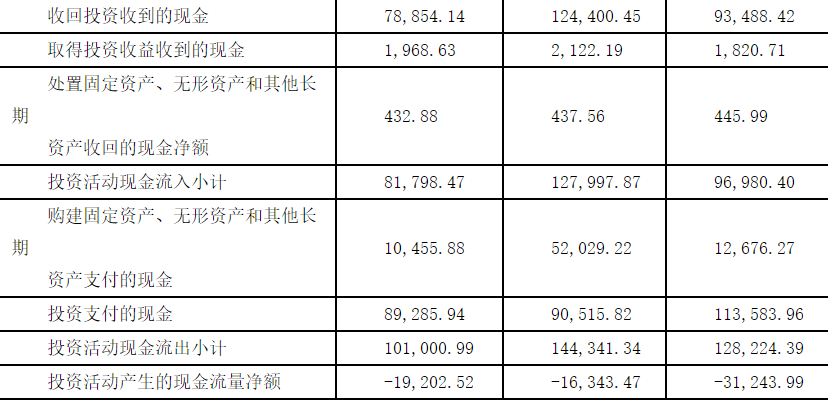 收回投资收到的现金 78,854.14 124,400.45 93,488.42
取得投资收益收到的现金 1,968.63 2,122.19 1,820.71
处置固定资产、无形资产和其他长
期 432.88 437.56 445.99
资产收回的现金净额
投资活动现金流入小计 81,798.47 127,997.87 96,980.40
购建固定资产、无形资产和其他长
期 10,455.88 52,029.22 12,676.27
资产支付的现金
投资支付的现金 89,285.94 90,515.82 113,583.96
投资活动现金流出小计 101,000.99 144,341.34 128,224.39
投资活动产生的现金流量净额 -19,202.52 -16,343.47 -31,243.99